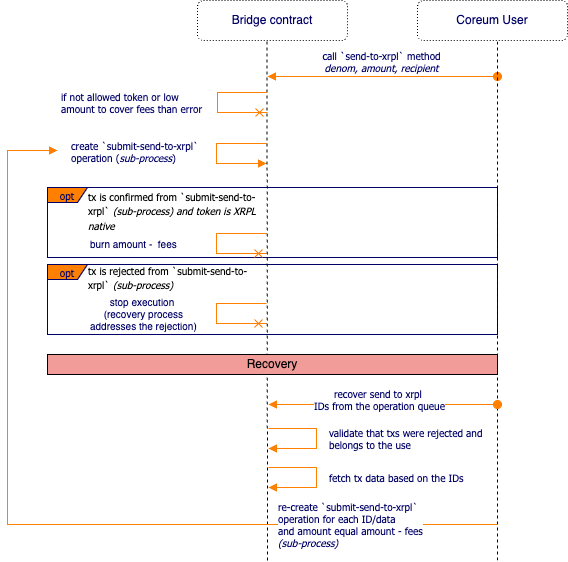 Bridge contract
Coreum User
call `send-to-xrpl` method
denom, amount, recipient
if not allowed token or low
amount to cover fees than error
create `submit-send-to-xrpl`
operation (sub-process)
opt
tx is confirmed from `submit-send-to-
xrpl` (sub-process) and token is XRPL
native
burn amount - fees
opt
tx is rejected from `submit-send-to-
xrpl` (sub-process)
stop execution
(recovery process
addresses the rejection)
Recovery
recover send to xrpl
IDs from the operation queue
validate that txs were rejected and
belongs to the use
fetch tx data based on the IDs
re-create `submit-send-to-xrpl`
operation for each ID/data
and amount equal amount - fees
(sub-process)